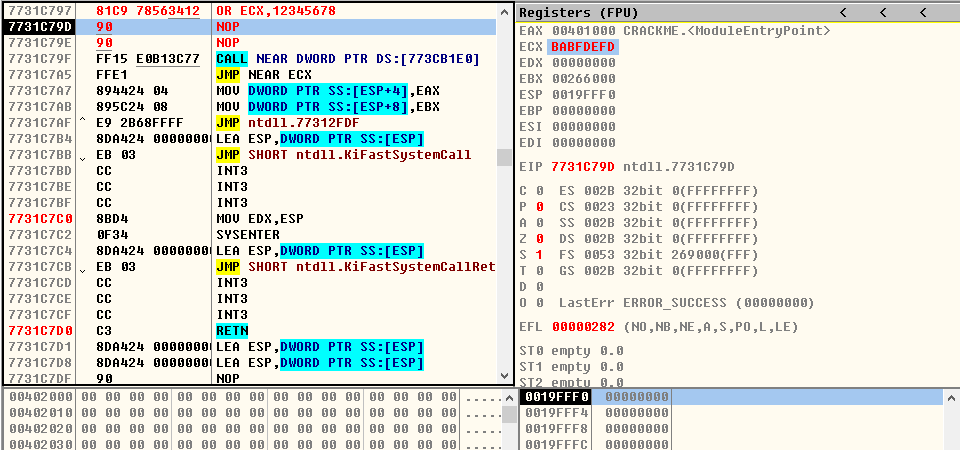 7731C797 81C9 78563412 OR ECX,12345678
7731C79D 90 NOP
7731C79E 90 NOP
7731C79F FF15 E0B13C77 CALL NEAR DWORD PTR DS:[773CB1E0]
7731C7A5 FFE1 JMP NEAR ECX
7731C7A7 894424 04 MOV DWORD PTR SS:[ESP+4],EAX
7731C7AB 895C24 08 MOV DWORD PTR SS:[ESP+8],EBX
7731C7AF ^ E9 2B68FFFF JMP ntdll.77312FDF
7731C7B4 8DA424 0000000 LEA ESP,DWORD PTR SS:[ESP]
7731C7BB ˬ EB 03 JMP SHORT ntdll.KiFastSystemCall
7731C7BD CC INT3
7731C7BE CC INT3
7731C7BF CC INT3
7731C7C0 8BD4 MOV EDX,ESP
7731C7C2 0F34 SYSENTER
7731C7C4 8DA424 0000000 LEA ESP,DWORD PTR SS:[ESP]
7731C7CB ˬ EB 03 JMP SHORT ntdll.KiFastSystemCallRet
7731C7CD CC INT3
7731C7CE CC INT3
7731C7CF CC INT3
7731C7D0 C3 RETN
7731C7D1 8DA424 0000000 LEA ESP,DWORD PTR SS:[ESP]
7731C7D8 8DA424 0000000 LEA ESP,DWORD PTR SS:[ESP]
7731C7DF 90 NOP
Registers (FPU) < < <
EAX 00401000 CRACKME.<ModuleEntryPoint>
ECX BABFDEFD
EDX 00000000
EBX 00266000
ESP 0019FFF0
EBP 00000000
ESI 00000000
EDI 00000000
EIP 7731C79D ntdll.7731C79D
C 0 ES 002B 32bit 0(FFFFFFFF)
P 0 CS 0023 32bit 0(FFFFFFFF)
A 0 SS 002B 32bit 0(FFFFFFFF)
Z 0 DS 002B 32bit 0(FFFFFFFF)
S 1 FS 0053 32bit 269000(FFF)
T 0 GS 002B 32bit 0(FFFFFFFF)
D 0
O 0 LastErr ERROR_SUCCESS (00000000)
EFL 00000282 (NO,NB,NE,A,S,PO,L,LE)
ST0 empty 0.0
ST1 empty 0.0
ST2 empty 0.0
00402000 00 00 00 00 00 00 00 00 00 00 00 00 00 00 00 00 .....
00402010 00 00 00 00 00 00 00 00 00 00 00 00 00 00 00 00 .....
00402020 00 00 00 00 00 00 00 00 00 00 00 00 00 00 00 00 .....
00402030 00 00 00 00 00 00 00 00 00 00 00 00 00 00 00 00 .....
0019FFF0 00000000
0019FFF4 00000000
0019FFF8 00000000
0019FFFC 00000000